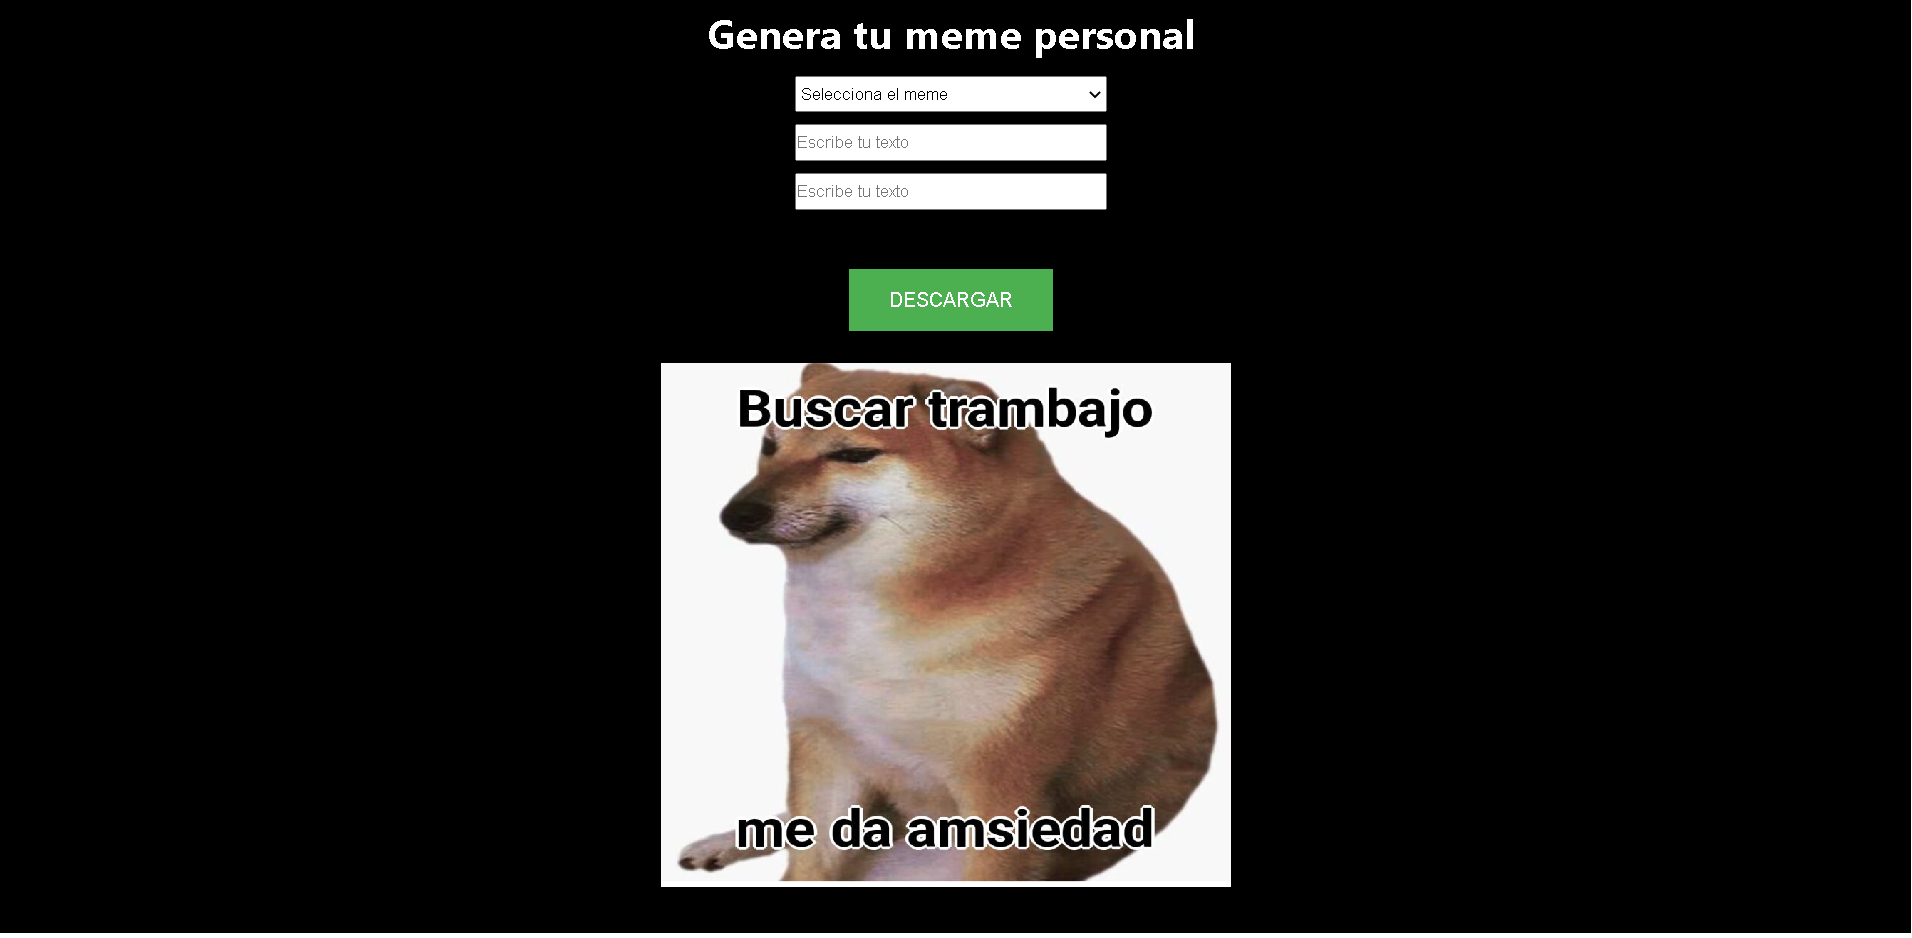 Genera tu meme personal
Selecciona el meme
Escribe tu texto
Escribe tu texto
DESCARGAR
Buscar trambajo
me da amsiedad